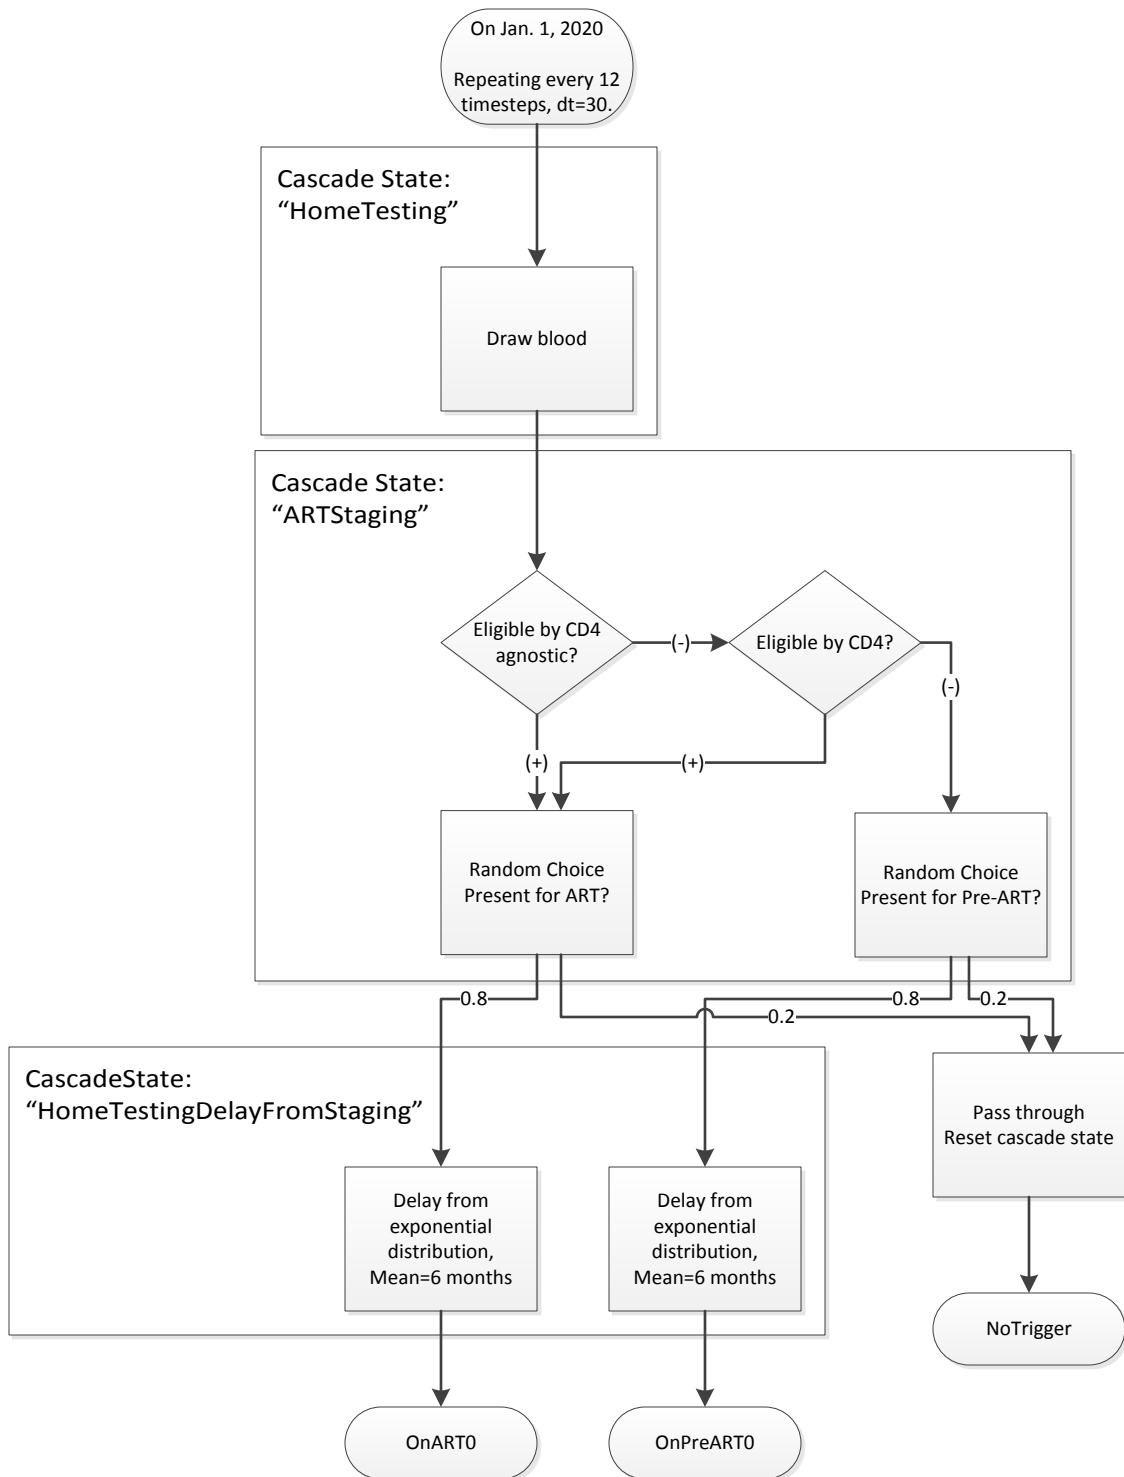 On Jan. 1, 2020
Repeating every 12
timesteps, dt=30.
Cascade State:
“HomeTesting”
Draw blood
Cascade State:
“ARTStaging”
Eligible by CD4
agnostic?
(-)
Eligible by CD4?
(-)
(+)
(+)
Random Choice
Present for ART?
Random Choice
Present for Pre-ART?
0.8
0.8
0.2
0.2
CascadeState:
“HomeTestingDelayFromStaging”
Pass through
Reset cascade state
Delay from
exponential
distribution,
Mean=6 months
Delay from
exponential
distribution,
Mean=6 months
NoTrigger
OnART0
OnPreART0